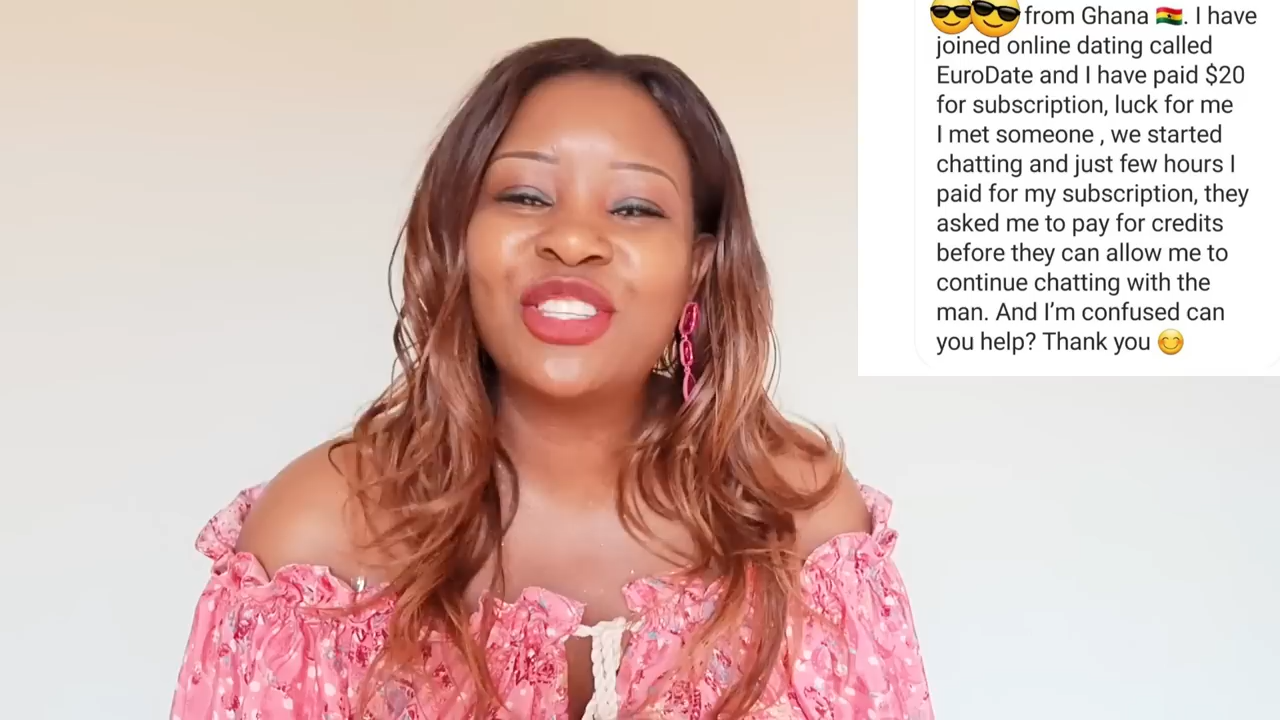 from Ghana 🇬🇭. I have
joined online dating called
EuroDate and I have paid $20
for subscription, luck for me
I met someone , we started
chatting and just few hours I
paid for my subscription, they
asked me to pay for credits
before they can allow me to
continue chatting with the
man. And I’m confused can
you help? Thank you 😊